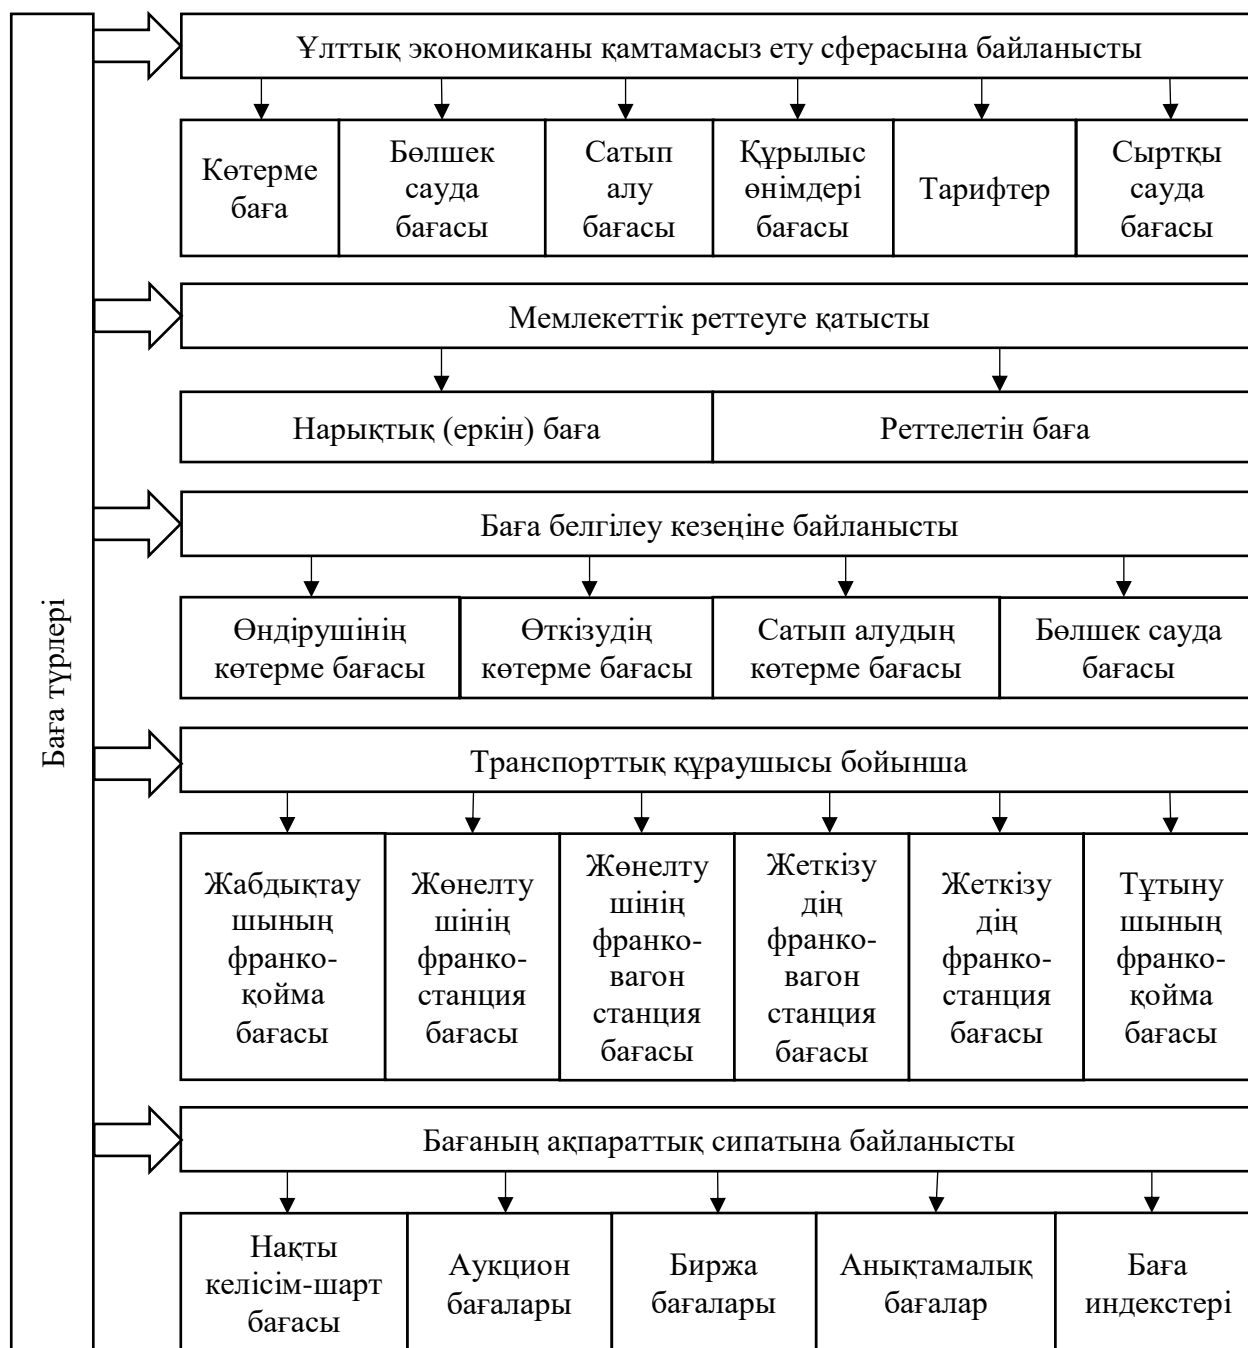 Баға түрлері
Ұлттық экономиканы қамтамасыз ету сферасына байланысты
Көтерме
баға
Бөлшек
сауда
бағасы
Сатып
алу
бағасы
Құрылыс
өнімдері
бағасы
Тарифтер
Сыртқы
сауда
бағасы
Мемлекеттік реттеуге қатысты
Нарықтық (еркін) баға
Реттелетін баға
Баға белгілеу кезеңіне байланысты
Өндірушінің
көтерме бағасы
Өткізудің
көтерме бағасы
Сатып алудың
көтерме бағасы
Бөлшек сауда
бағасы
Транспорттық құраушысы бойынша
Жабдықтау
шының
франко-
қойма
бағасы
Жөнелту
шінің
франко-
станция
бағасы
Жөнелту
шінің
франко-
вагон
станция
бағасы
Жеткізу
дің
франко-
вагон
станция
бағасы
Жеткізу
дің
франко-
станция
бағасы
Тұтыну
шының
франко-
қойма
бағасы
Бағаның ақпараттық сипатына байланысты
Нақты
келісім-шарт
бағасы
Аукцион
бағалары
Биржа
бағалары
Анықтамалық
бағалар
Баға
индекстері